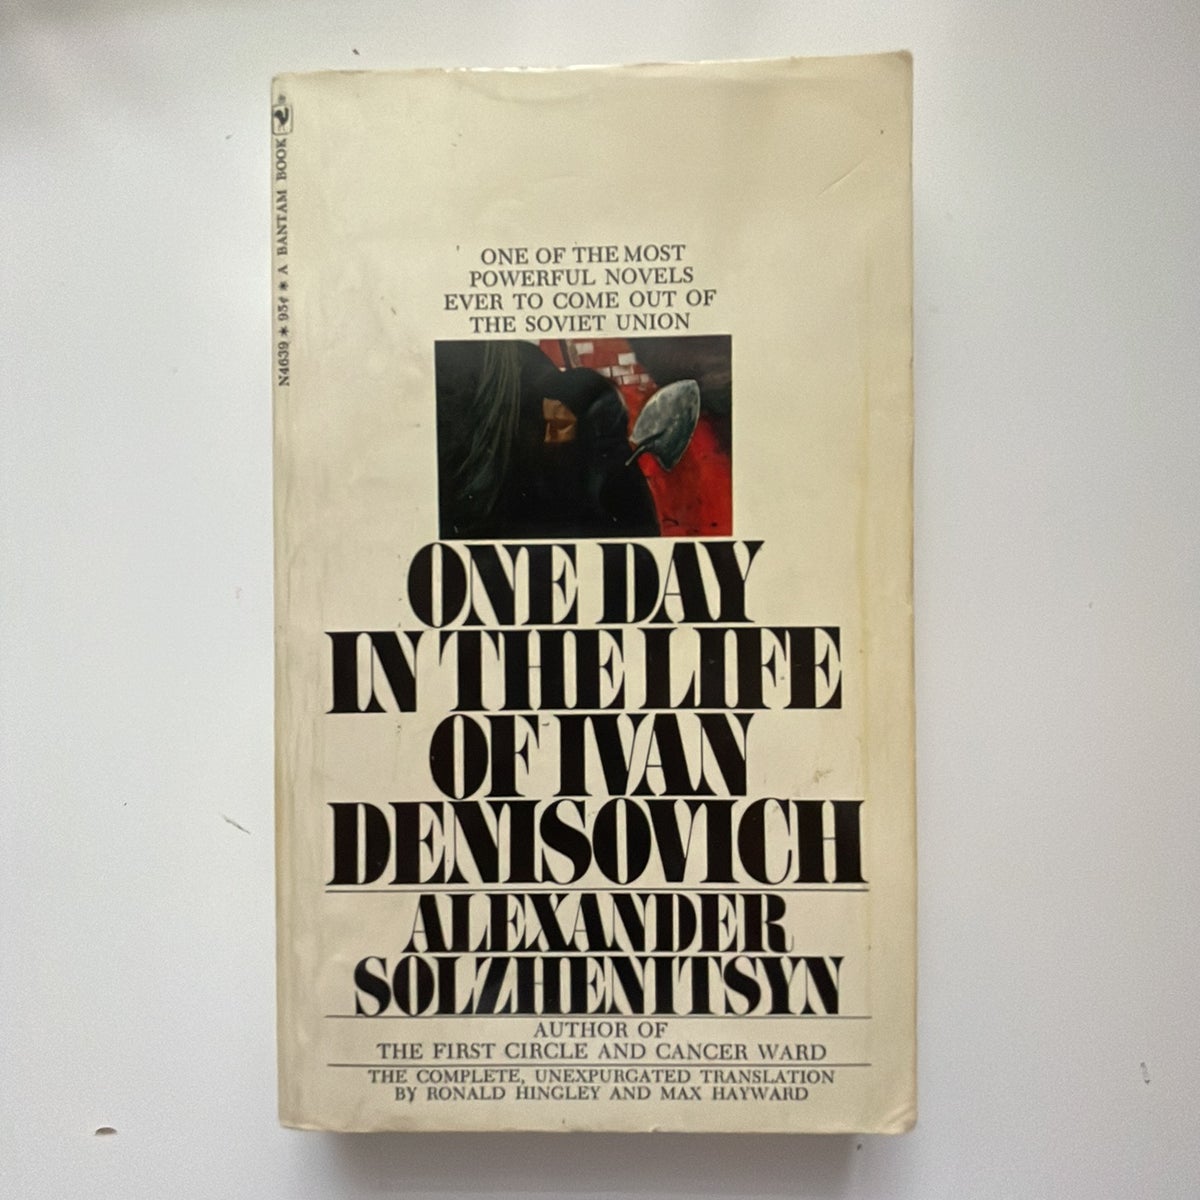 N4639 * 95¢ * A BANTAM BOOK
ONE OF THE MOST
POWERFUL NOVELS
EVER TO COME OUT OF
THE SOVIET UNION
ONE DAY
IN THE LIFE
OF IVAN
DENISOVICH
ALEXANDER
SOLZHENITSYN
AUTHOR OF
THE FIRST CIRCLE AND CANCER WARD
THE COMPLETE, UNEXPURGATED TRANSLATION
BY RONALD HINGLEY AND MAX HAYWARD